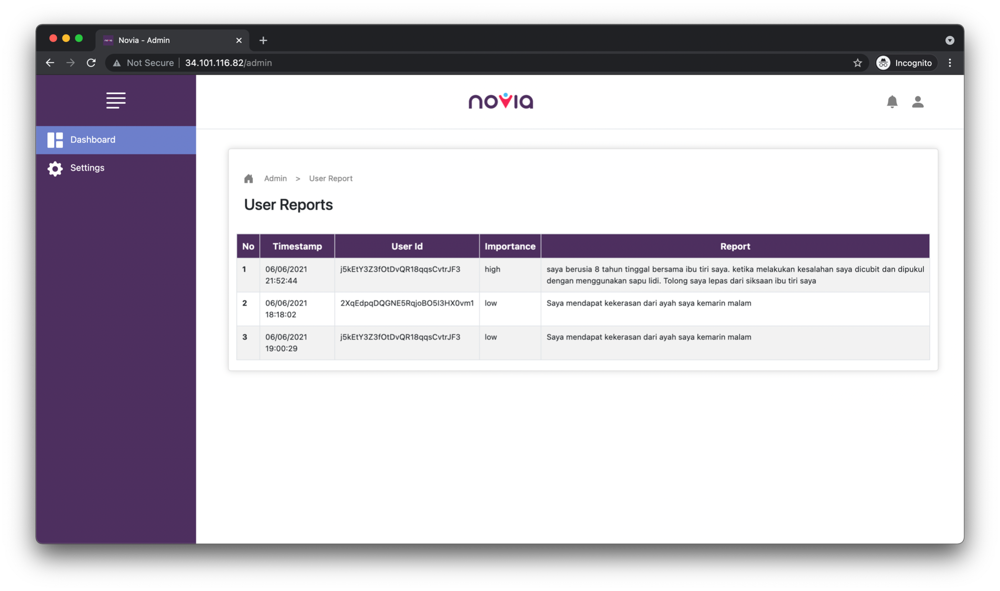 Novia - Admin
Not Secure | 34.101.116.82/admin
Incognito
novia
Dashboard
Settings
Admin > User Report
User Reports
No Timestamp User Id Importance Report
1 06/06/2021 j5kEtY3Z3fOtDvQR18qqsCvtrJF3 high saya berusia 8 tahun tinggal bersama ibu tiri saya. ketika melakukan kesalahan saya dicubit dan dipukul
21:52:44 dengan menggunakan sapu lidi. Tolong saya lepas dari siksaan ibu tiri saya
2 06/06/2021 2XqEdpqDQGNE5RqjoBO5I3HX0vm1 low Saya mendapat kekerasan dari ayah saya kemarin malam
18:18:02
3 06/06/2021 j5kEtY3Z3fOtDvQR18qqsCvtrJF3 low Saya mendapat kekerasan dari ayah saya kemarin malam
19:00:29